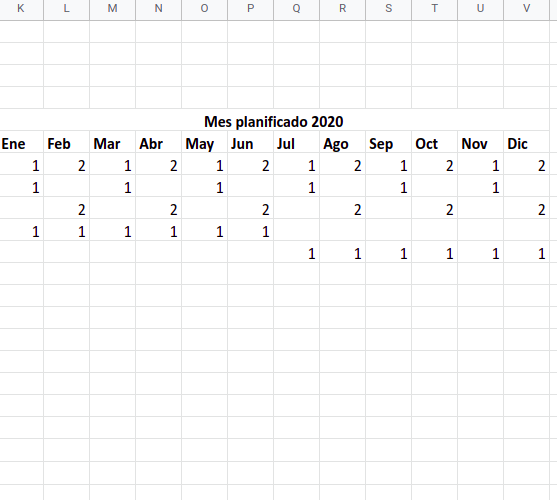 K L M N O P Q R S T U V
Mes planificado 2020
Ene Feb Mar Abr May Jun Jul Ago Sep Oct Nov Dic
1 2 1 2 1 2 1 2 1 2 1 2
1 1 1 1 1 1
2 2 2 2 2 2
1 1 1 1 1 1
1 1 1 1 1 1